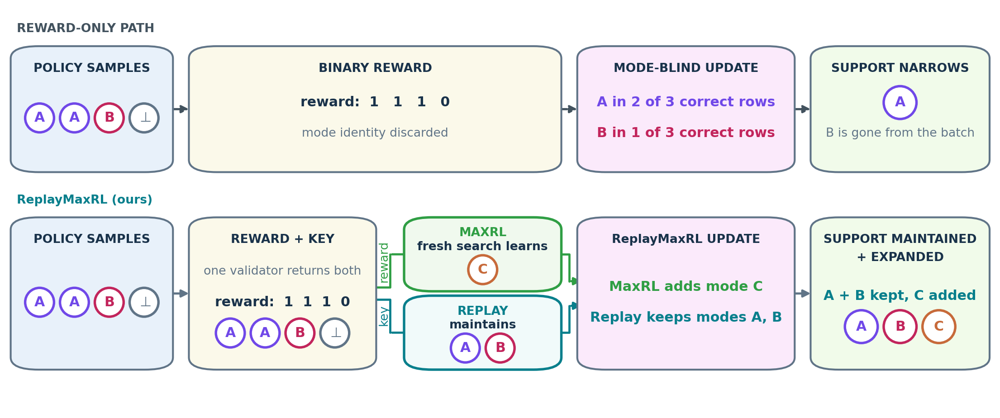 REWARD-ONLY PATH
POLICY SAMPLES
A A B ⊥
BINARY REWARD
reward: 1 1 1 0
mode identity discarded
MODE-BLIND UPDATE
A in 2 of 3 correct rows
B in 1 of 3 correct rows
SUPPORT NARROWS
A
B is gone from the batch
ReplayMaxRL (ours)
POLICY SAMPLES
A A B ⊥
REWARD + KEY
one validator returns both
reward: 1 1 1 0
A A B ⊥
reward
key
MAXRL
fresh search learns
C
REPLAY
maintains
A B
ReplayMaxRL UPDATE
MaxRL adds mode C
Replay keeps modes A, B
SUPPORT MAINTAINED
+ EXPANDED
A + B kept, C added
A B C